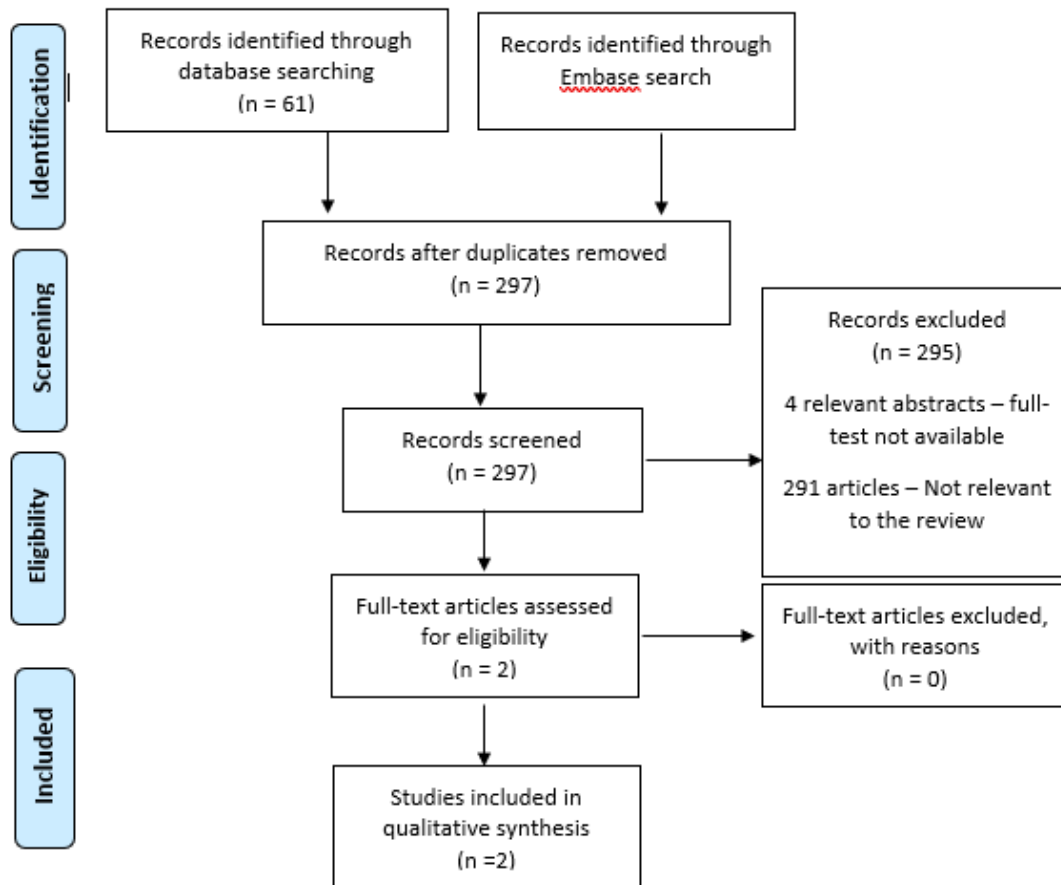 Identification
Records identified through
database searching
(n = 61)
Records identified through
Embase search
Records after duplicates removed
(n = 297)
Screening
Records excluded
(n = 295)
4 relevant abstracts – full-
test not available
291 articles – Not relevant
to the review
Records screened
(n = 297)
Eligibility
Full-text articles assessed
for eligibility
(n = 2)
Full-text articles excluded,
with reasons
(n = 0)
Included
Studies included in
qualitative synthesis
(n =2)